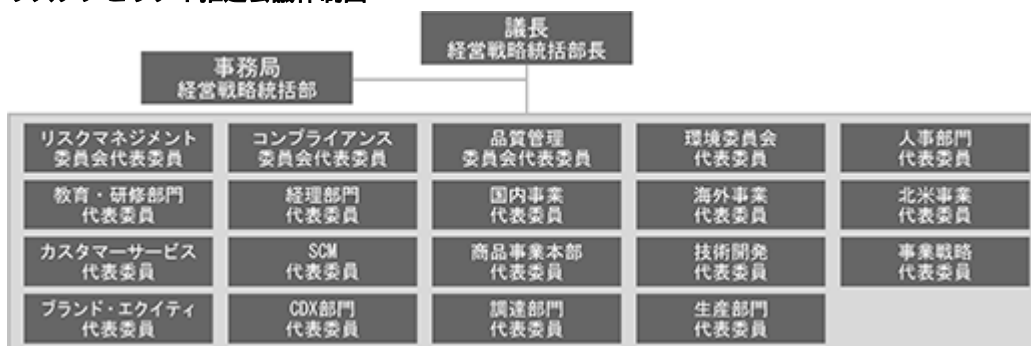 議長
経営戦略統括部長
事務局
経営戦略統括部
リスクマネジメント
委員会代表委員
コンプライアンス
委員会代表委員
品質管理
委員会代表委員
環境委員会
代表委員
人事部門
代表委員
教育・研修部門
代表委員
経理部門
代表委員
国内事業
代表委員
海外事業
代表委員
北米事業
代表委員
カスタマーサービス
代表委員
SCM
代表委員
商品事業本部
代表委員
技術開発
代表委員
事業戦略
代表委員
ブランド・エクイティ
代表委員
CDX部門
代表委員
調達部門
代表委員
生産部門
代表委員